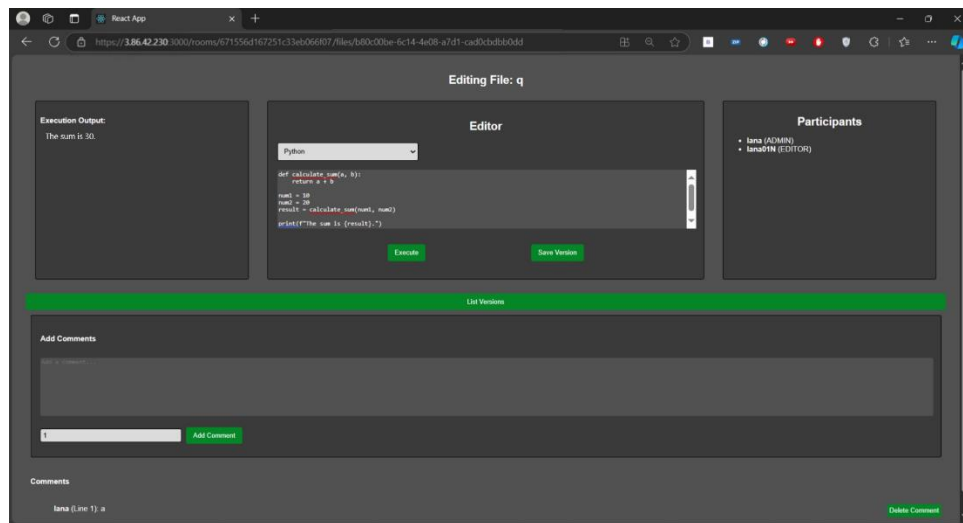 React App
https://3.86.42.230:3000/rooms/671556d167251c33eb066f07/files/b80c00be-6c14-4e08-a7d1-cad0cbdbb0dd
Editing File: q
Execution Output:
The sum is 30.
Editor
Python
def calculate_sum(a, b):
return a + b
num1 = 10
num2 = 20
result = calculate_sum(num1, num2)
print(f"The sum is {result}.")
Execute
Save Version
Participants
lana (ADMIN)
lana01N (EDITOR)
List Versions
Add Comments
Add a comment...
1
Add Comment
Comments
lana (Line 1): a
Delete Comment